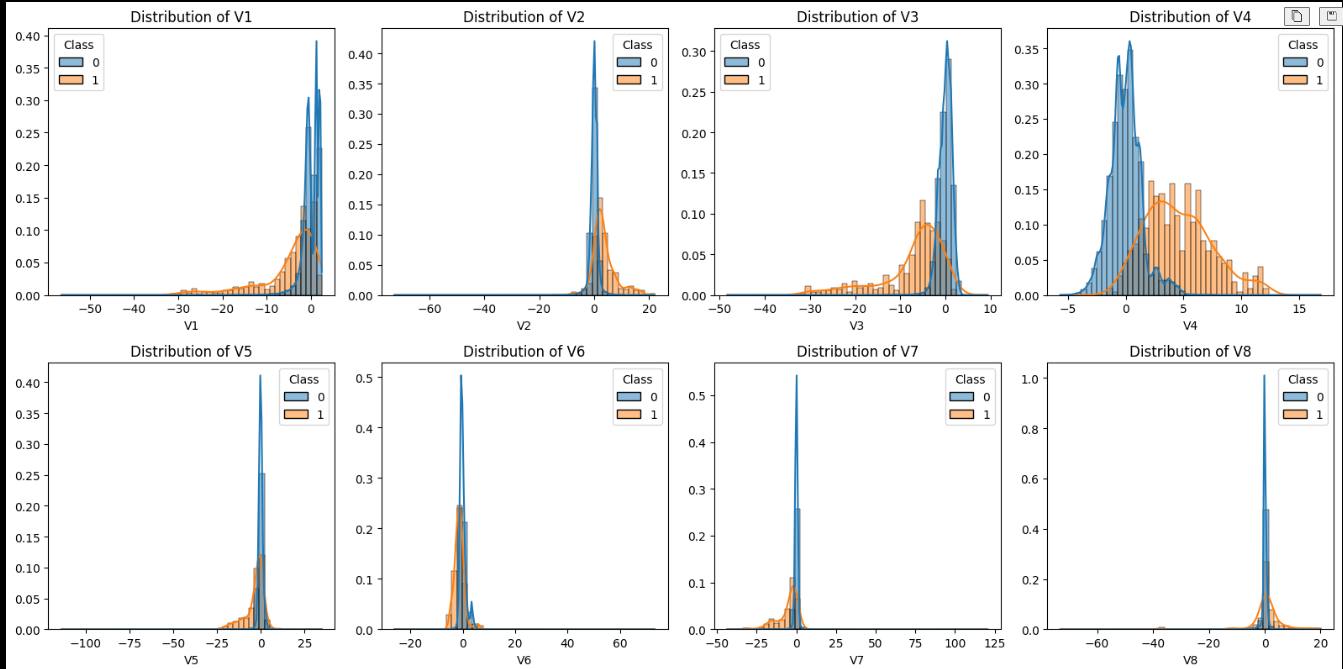 Distribution of V1
Class
0
1
0.40
0.35
0.30
0.25
0.20
0.15
0.10
0.05
0.00
−50 −40 −30 −20 −10 0
V1
Distribution of V2
Class
0
1
0.40
0.35
0.30
0.25
0.20
0.15
0.10
0.05
0.00
−60 −40 −20 0 20
V2
Distribution of V3
Class
0
1
0.30
0.25
0.20
0.15
0.10
0.05
0.00
−50 −40 −30 −20 −10 0 10
V3
Distribution of V4
Class
0
1
0.35
0.30
0.25
0.20
0.15
0.10
0.05
0.00
−5 0 5 10 15
V4
Distribution of V5
Class
0
1
0.40
0.35
0.30
0.25
0.20
0.15
0.10
0.05
0.00
−100 −75 −50 −25 0 25
V5
Distribution of V6
Class
0
1
0.5
0.4
0.3
0.2
0.1
0.0
−20 0 20 40 60
V6
Distribution of V7
Class
0
1
0.5
0.4
0.3
0.2
0.1
0.0
−50 −25 0 25 50 75 100 125
V7
Distribution of V8
Class
0
1
1.0
0.8
0.6
0.4
0.2
0.0
−60 −40 −20 0 20
V8